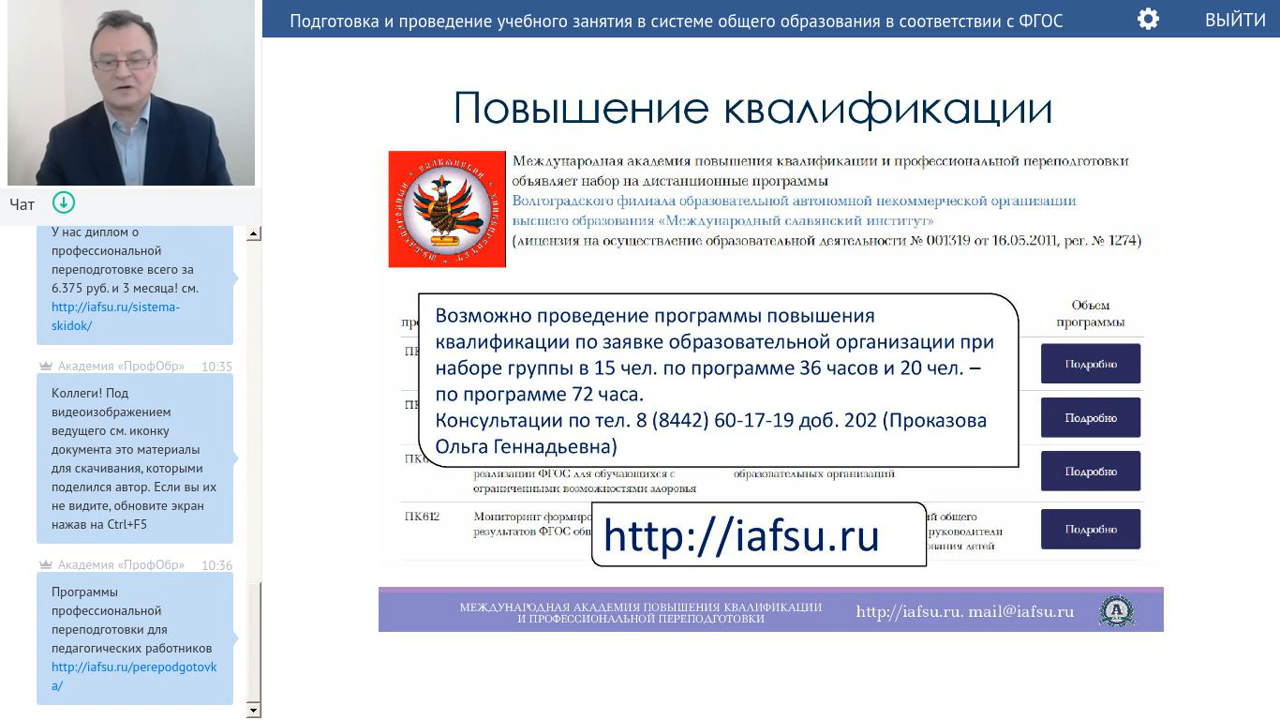 Подготовка и проведение учебного занятия в системе общего образования в соответствии с ФГОС
ВЫЙТИ
Чат
У нас диплом о
профессиональной
переподготовке всего за
6.375 руб. и 3 месяца! см.
http://iafsu.ru/sistema-
skidok/
Академия «ПрофОбр» 10:35
Коллеги! Под
видеоизображением
ведущего см. иконку
документа это материалы
для скачивания, которыми
поделился автор. Если вы их
не видите, обновите экран
нажав на Ctrl+F5
Академия «ПрофОбр» 10:36
Программы
профессиональной
переподготовки для
педагогических работников
http://iafsu.ru/perepodgotovk
a/
Повышение квалификации
Международная академия повышения квалификации и профессиональной переподготовки
объявляет набор на дистанционные программы
Волгоградского филиала образовательной автономной некоммерческой организации
высшего образования «Международный славянский институт»
(лицензия на осуществление образовательной деятельности № 001319 от 16.05.2011, рег. № 1274)
Объем
программы
Возможно проведение программы повышения
квалификации по заявке образовательной организации при
наборе группы в 15 чел. по программе 36 часов и 20 чел. –
по программе 72 часа.
Консультации по тел. 8 (8442) 60-17-19 доб. 202 (Проказова
Ольга Геннадьевна)
Подробно
Подробно
Подробно
реализации ФГОС для обучающихся с образовательных организаций
ограниченными возможностями здоровья
ПК612 Мониторинг общего
результатов ФГОС руководители
детей
Подробно
http://iafsu.ru
МЕЖДУНАРОДНАЯ АКАДЕМИЯ ПОВЫШЕНИЯ КВАЛИФИКАЦИИ
И ПРОФЕССИОНАЛЬНОЙ ПЕРЕПОДГОТОВКИ
http://iafsu.ru. mail@iafsu.ru